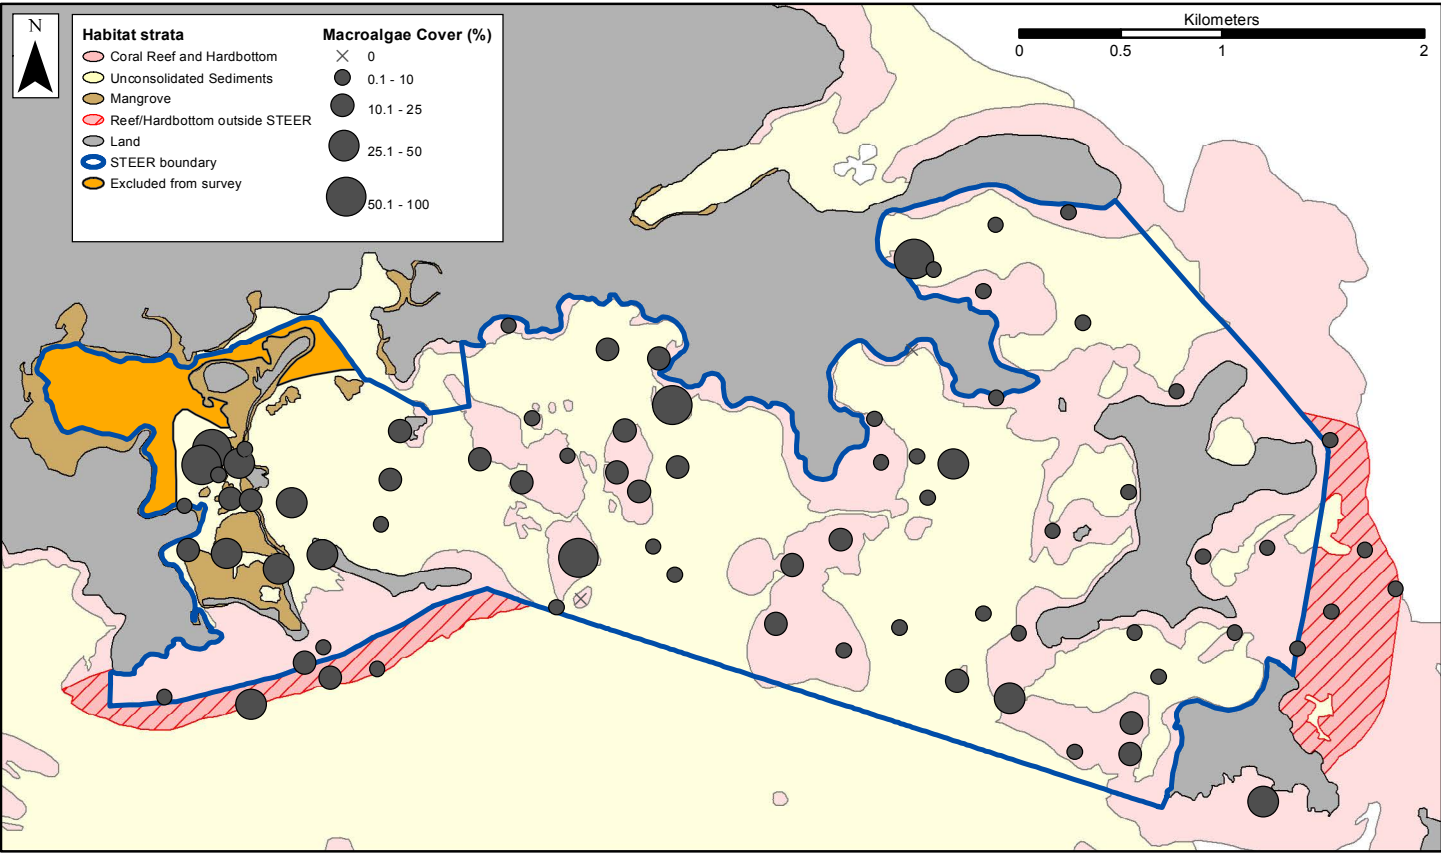 N
Habitat strata
Coral Reef and Hardbottom
Unconsolidated Sediments
Mangrove
Reef/Hardbottom outside STEER
Land
STEER boundary
Excluded from survey
Macroalgae Cover (%)
0
0.1 - 10
10.1 - 25
25.1 - 50
50.1 - 100
Kilometers
0 0.5 1 2